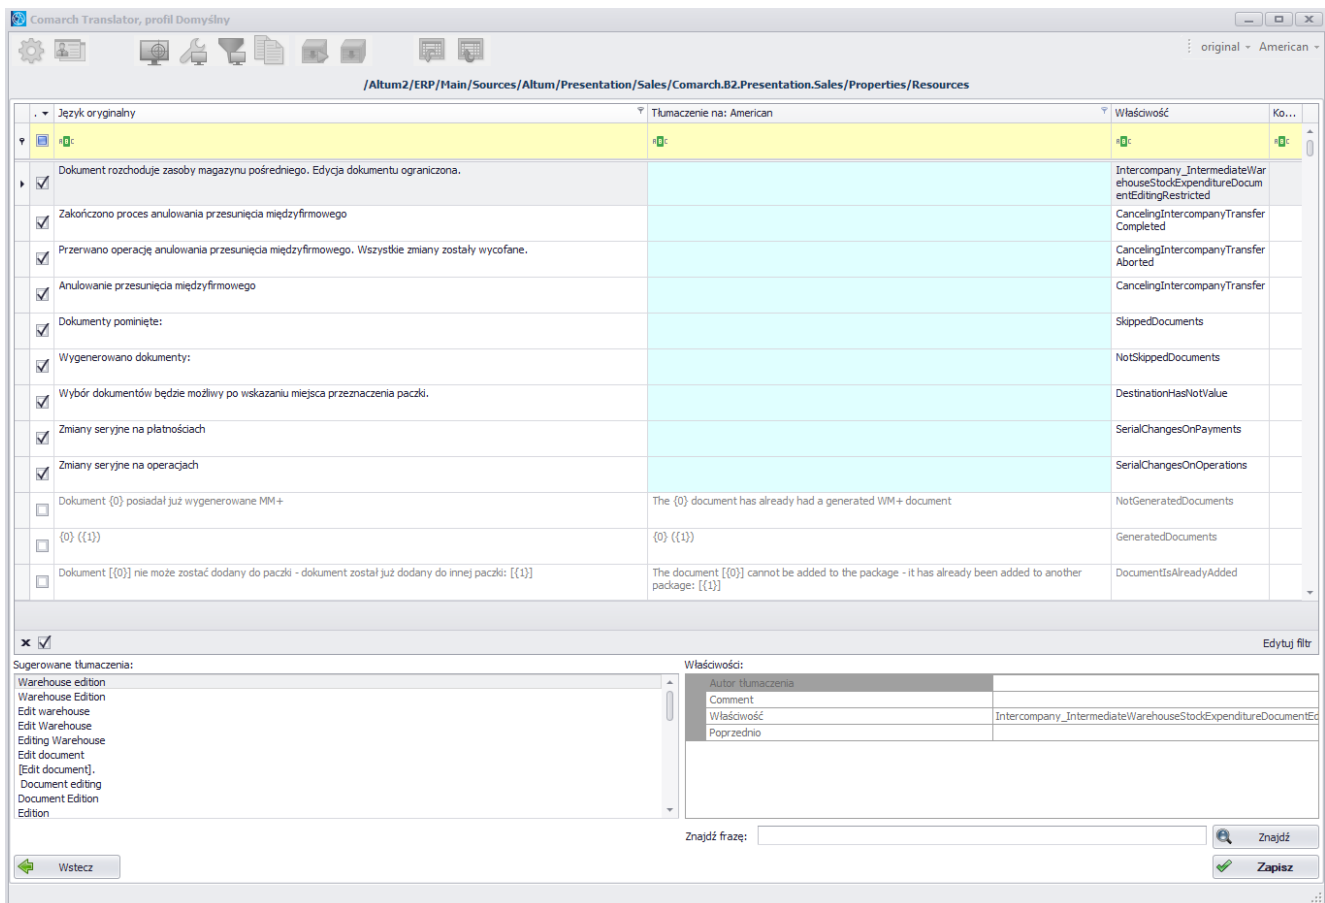 Comarch Translator, profil Domyślny
original American
/Altum2/ERP/Main/Sources/Altum/Presentation/Sales/Comarch.B2.Presentation.Sales/Properties/Resources
. Język oryginalny Tłumaczenie na: American Właściwość Ko...
ABC ABC ABC ABC
Dokument rozchoduje zasoby magazynu pośredniego. Edycja dokumentu ograniczona. Intercompany_IntermediateWar
ehouseStockExpenditureDocum
entEditingRestricted
Zakończono proces anulowania przesunięcia międzyfirmowego CancelingIntercompanyTransfer
Completed
Przerwano operację anulowania przesunięcia międzyfirmowego. Wszystkie zmiany zostały wycofane. CancelingIntercompanyTransfer
Aborted
Anulowanie przesunięcia międzyfirmowego CancelingIntercompanyTransfer
Dokumenty pominięte: SkippedDocuments
Wygenerowano dokumenty: NotSkippedDocuments
Wybór dokumentów będzie możliwy po wskazaniu miejsca przeznaczenia paczki. DestinationHasNotValue
Zmiany seryjne na płatnościach SerialChangesOnPayments
Zmiany seryjne na operacjach SerialChangesOnOperations
Dokument {0} posiadał już wygenerowane MM+ The {0} document has already had a generated WM+ document NotGeneratedDocuments
{0} ({1}) {0} ({1}) GeneratedDocuments
Dokument [{0}] nie może zostać dodany do paczki - dokument został już dodany do innej paczki: [{1}] The document [{0}] cannot be added to the package - it has already been added to another DocumentIsAlreadyAdded
package: [{1}]
Edytuj filtr
Sugerowane tłumaczenia: Właściwości:
Warehouse edition Autor tłumaczenia
Warehouse Edition Comment
Edit warehouse Właściwość Intercompany_IntermediateWarehouseStockExpenditureDocumentEd
Edit Warehouse Poprzednio
Editing Warehouse
Edit document
[Edit document].
Document editing
Document Edition
Edition
Znajdź frazę: Znajdź
Wstecz Zapisz